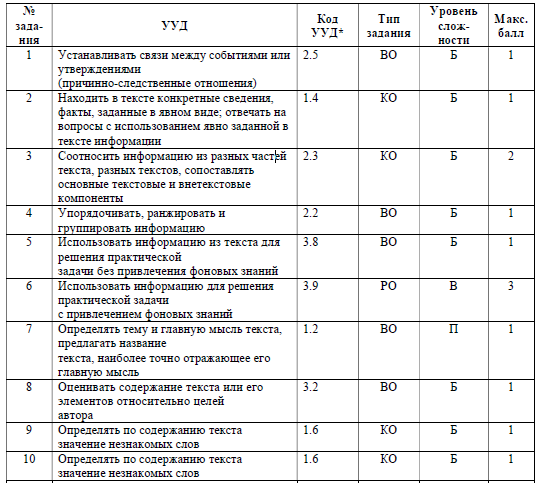 № зада-ния УУД Код УУД* Тип задания Уровень слож-ности Макс. балл
1 Устанавливать связи между событиями или 2.5 ВО Б 1
утверждениями
(причинно-следственные отношения)
2 Находить в тексте конкретные сведения, 1.4 КО Б 1
факты, заданные в явном виде; отвечать на
вопросы с использованием явно заданной в
тексте информации
3 Соотносить информацию из разных частей 2.3 КО Б 2
текста, разных текстов, сопоставлять
основные текстовые и внетекстовые
компоненты
4 Упорядочивать, ранжировать и 2.2 ВО Б 1
группировать информацию
5 Использовать информацию из текста для 3.8 ВО Б 1
решения практической
задачи без привлечения фоновых знаний
6 Использовать информацию для решения 3.9 РО В 3
практической задачи
с привлечением фоновых знаний
7 Определять тему и главную мысль текста, 1.2 ВО П 1
предлагать название
текста, наиболее точно отражающее его
главную мысль
8 Оценивать содержание текста или его 3.2 ВО Б 1
элементов относительно целей
автора
9 Определять по содержанию текста 1.6 КО Б 1
значение незнакомых слов
10 Определять по содержанию текста 1.6 КО Б 1
значение незнакомых слов